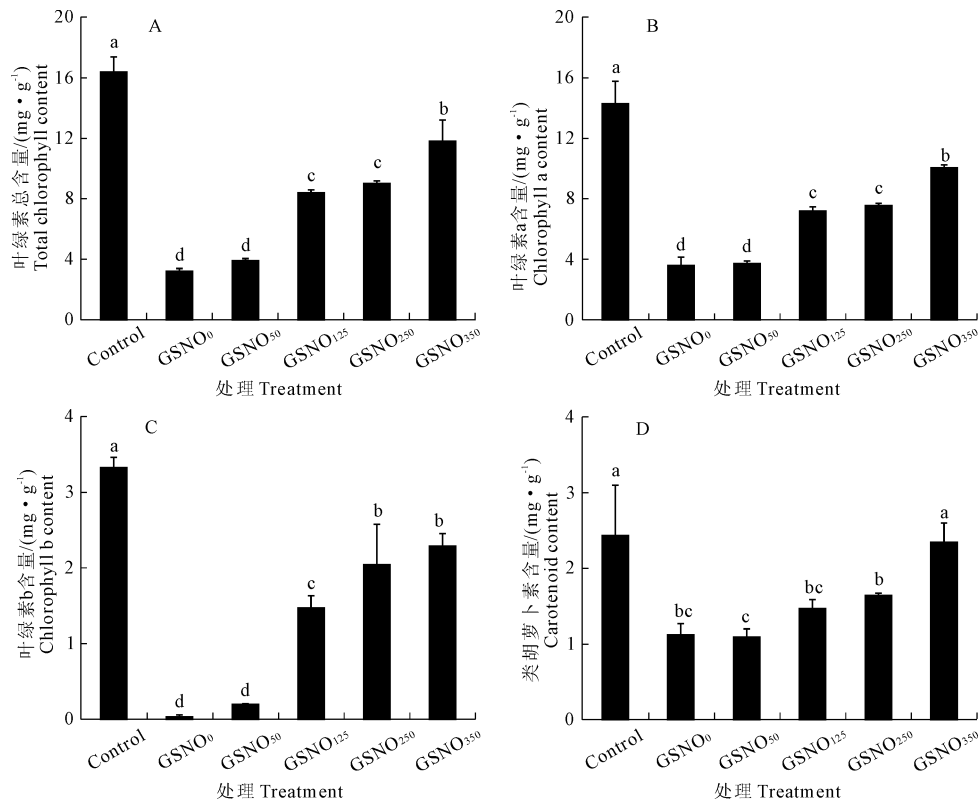 A
叶绿素总含量/(mg·g⁻¹)
Total chlorophyll content
20
16
12
8
4
0
a
d
d
c
c
b
Control
GSNO₀
GSNO₅₀
GSNO₁₂₅
GSNO₂₅₀
GSNO₃₅₀
处理 Treatment
B
叶绿素a含量/(mg·g⁻¹)
Chlorophyll a content
20
16
12
8
4
0
a
d
d
c
c
b
Control
GSNO₀
GSNO₅₀
GSNO₁₂₅
GSNO₂₅₀
GSNO₃₅₀
处理 Treatment
C
叶绿素b含量/(mg·g⁻¹)
Chlorophyll b content
4
3
2
1
0
a
d
d
c
b
b
Control
GSNO₀
GSNO₅₀
GSNO₁₂₅
GSNO₂₅₀
GSNO₃₅₀
处理 Treatment
D
类胡萝卜素含量/(mg·g⁻¹)
Carotenoid content
4
3
2
1
0
a
bc
c
bc
b
a
Control
GSNO₀
GSNO₅₀
GSNO₁₂₅
GSNO₂₅₀
GSNO₃₅₀
处理 Treatment